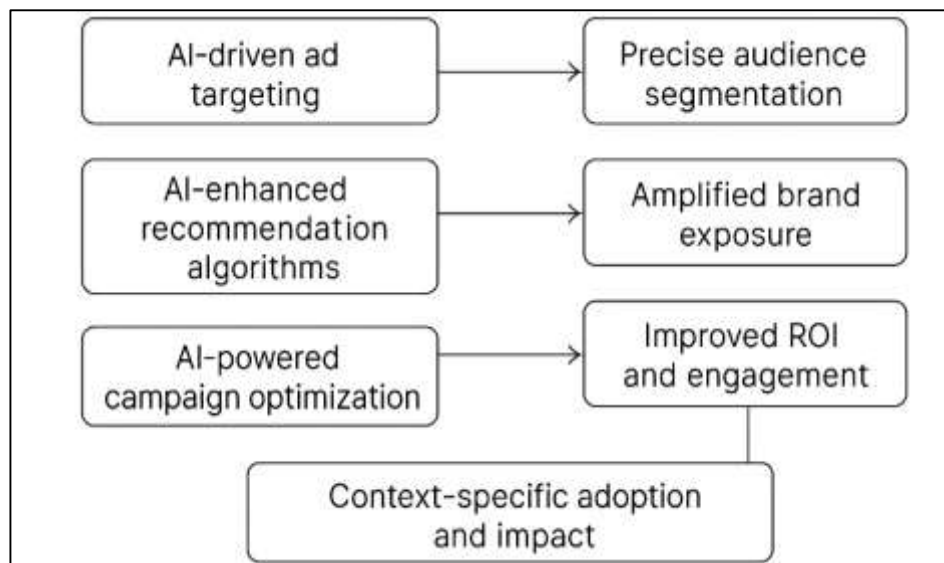 AI-driven ad
targeting
Precise audience
segmentation
AI-enhanced
recommendation
algorithms
Amplified brand
exposure
AI-powered
campaign optimization
Improved ROI
and engagement
Context-specific adoption
and impact